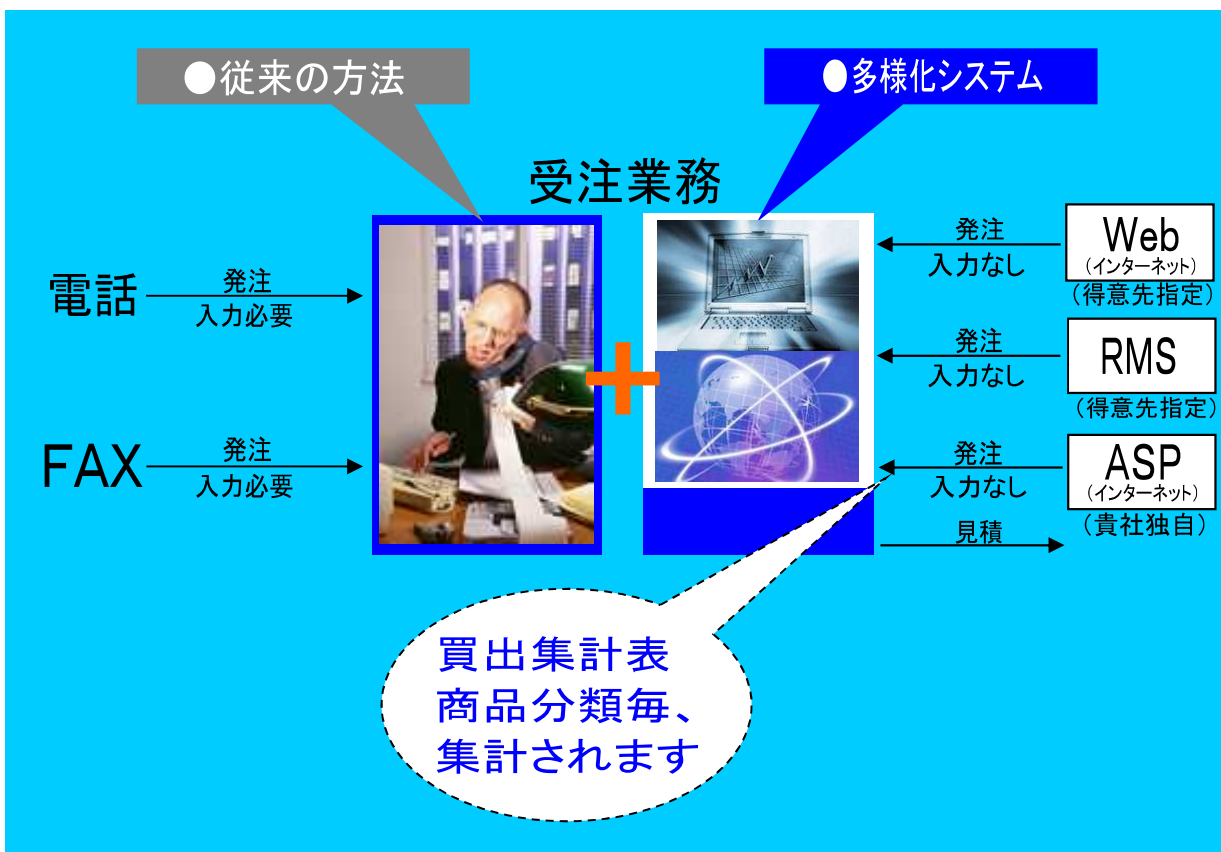 ●従来の方法
●多様化システム
受注業務
電話
発注
入力必要
FAX
発注
入力必要
発注
入力なし
Web
(インターネット)
(得意先指定)
発注
入力なし
RMS
(得意先指定)
発注
入力なし
ASP
(インターネット)
(貴社独自)
見積
買出集計表
商品分類毎、
集計されます